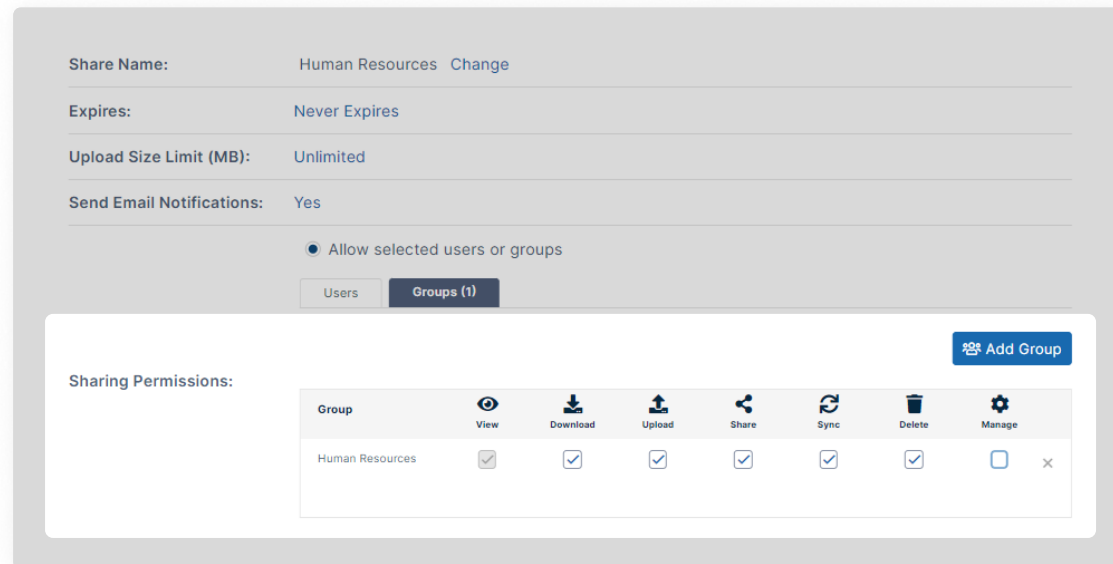 Share Name: Human Resources Change
Expires: Never Expires
Upload Size Limit (MB): Unlimited
Send Email Notifications: Yes
Allow selected users or groups
Users Groups (1)
Add Group
Sharing Permissions:
Group View Download Upload Share Sync Delete Manage
Human Resources